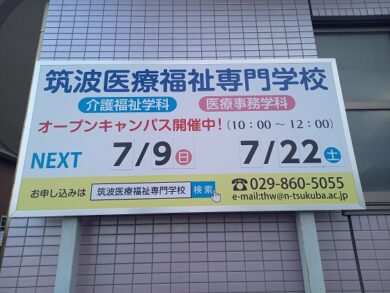 筑波医療福祉専門学校
介護福祉学科 医療事務学科
オープンキャンパス開催中!(10:00～12:00)
NEXT 7/9日 7/22土
お申し込みは 筑波医療福祉専門学校 検索 ☎029-860-5055
e-mail:thw@n-tsukuba.ac.jp